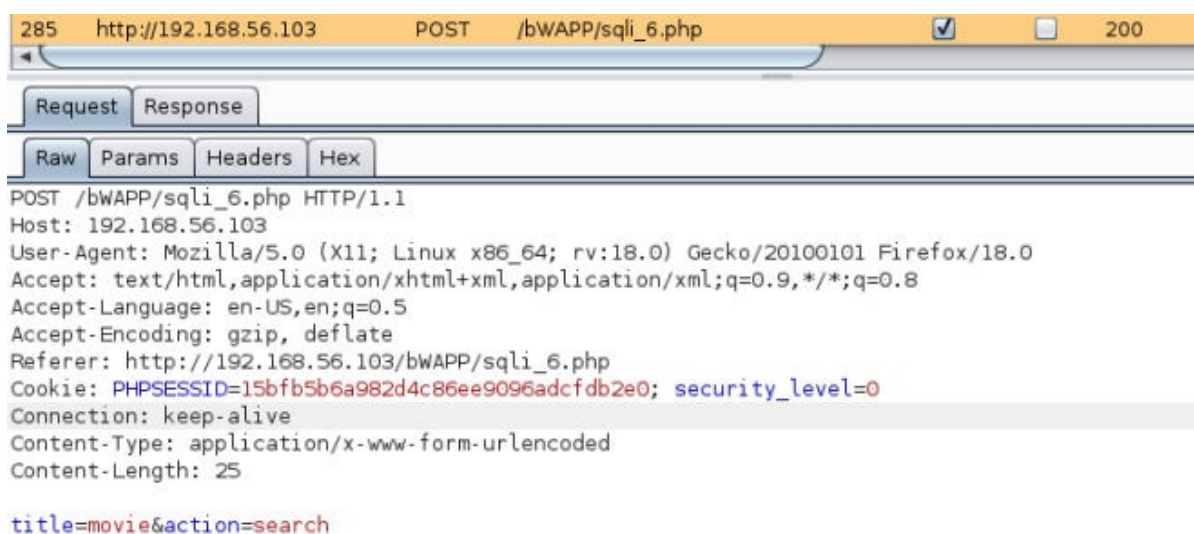 285 http://192.168.56.103 POST /bWAPP/sqli_6.php 200
Request Response
Raw Params Headers Hex
POST /bWAPP/sqli_6.php HTTP/1.1
Host: 192.168.56.103
User-Agent: Mozilla/5.0 (X11; Linux x86_64; rv:18.0) Gecko/20100101 Firefox/18.0
Accept: text/html,application/xhtml+xml,application/xml;q=0.9,*/*;q=0.8
Accept-Language: en-US,en;q=0.5
Accept-Encoding: gzip, deflate
Referer: http://192.168.56.103/bWAPP/sqli_6.php
Cookie: PHPSESSID=15bfb5b6a982d4c86ee9096adcfdb2e0; security_level=0
Connection: keep-alive
Content-Type: application/x-www-form-urlencoded
Content-Length: 25
title=movie&action=search